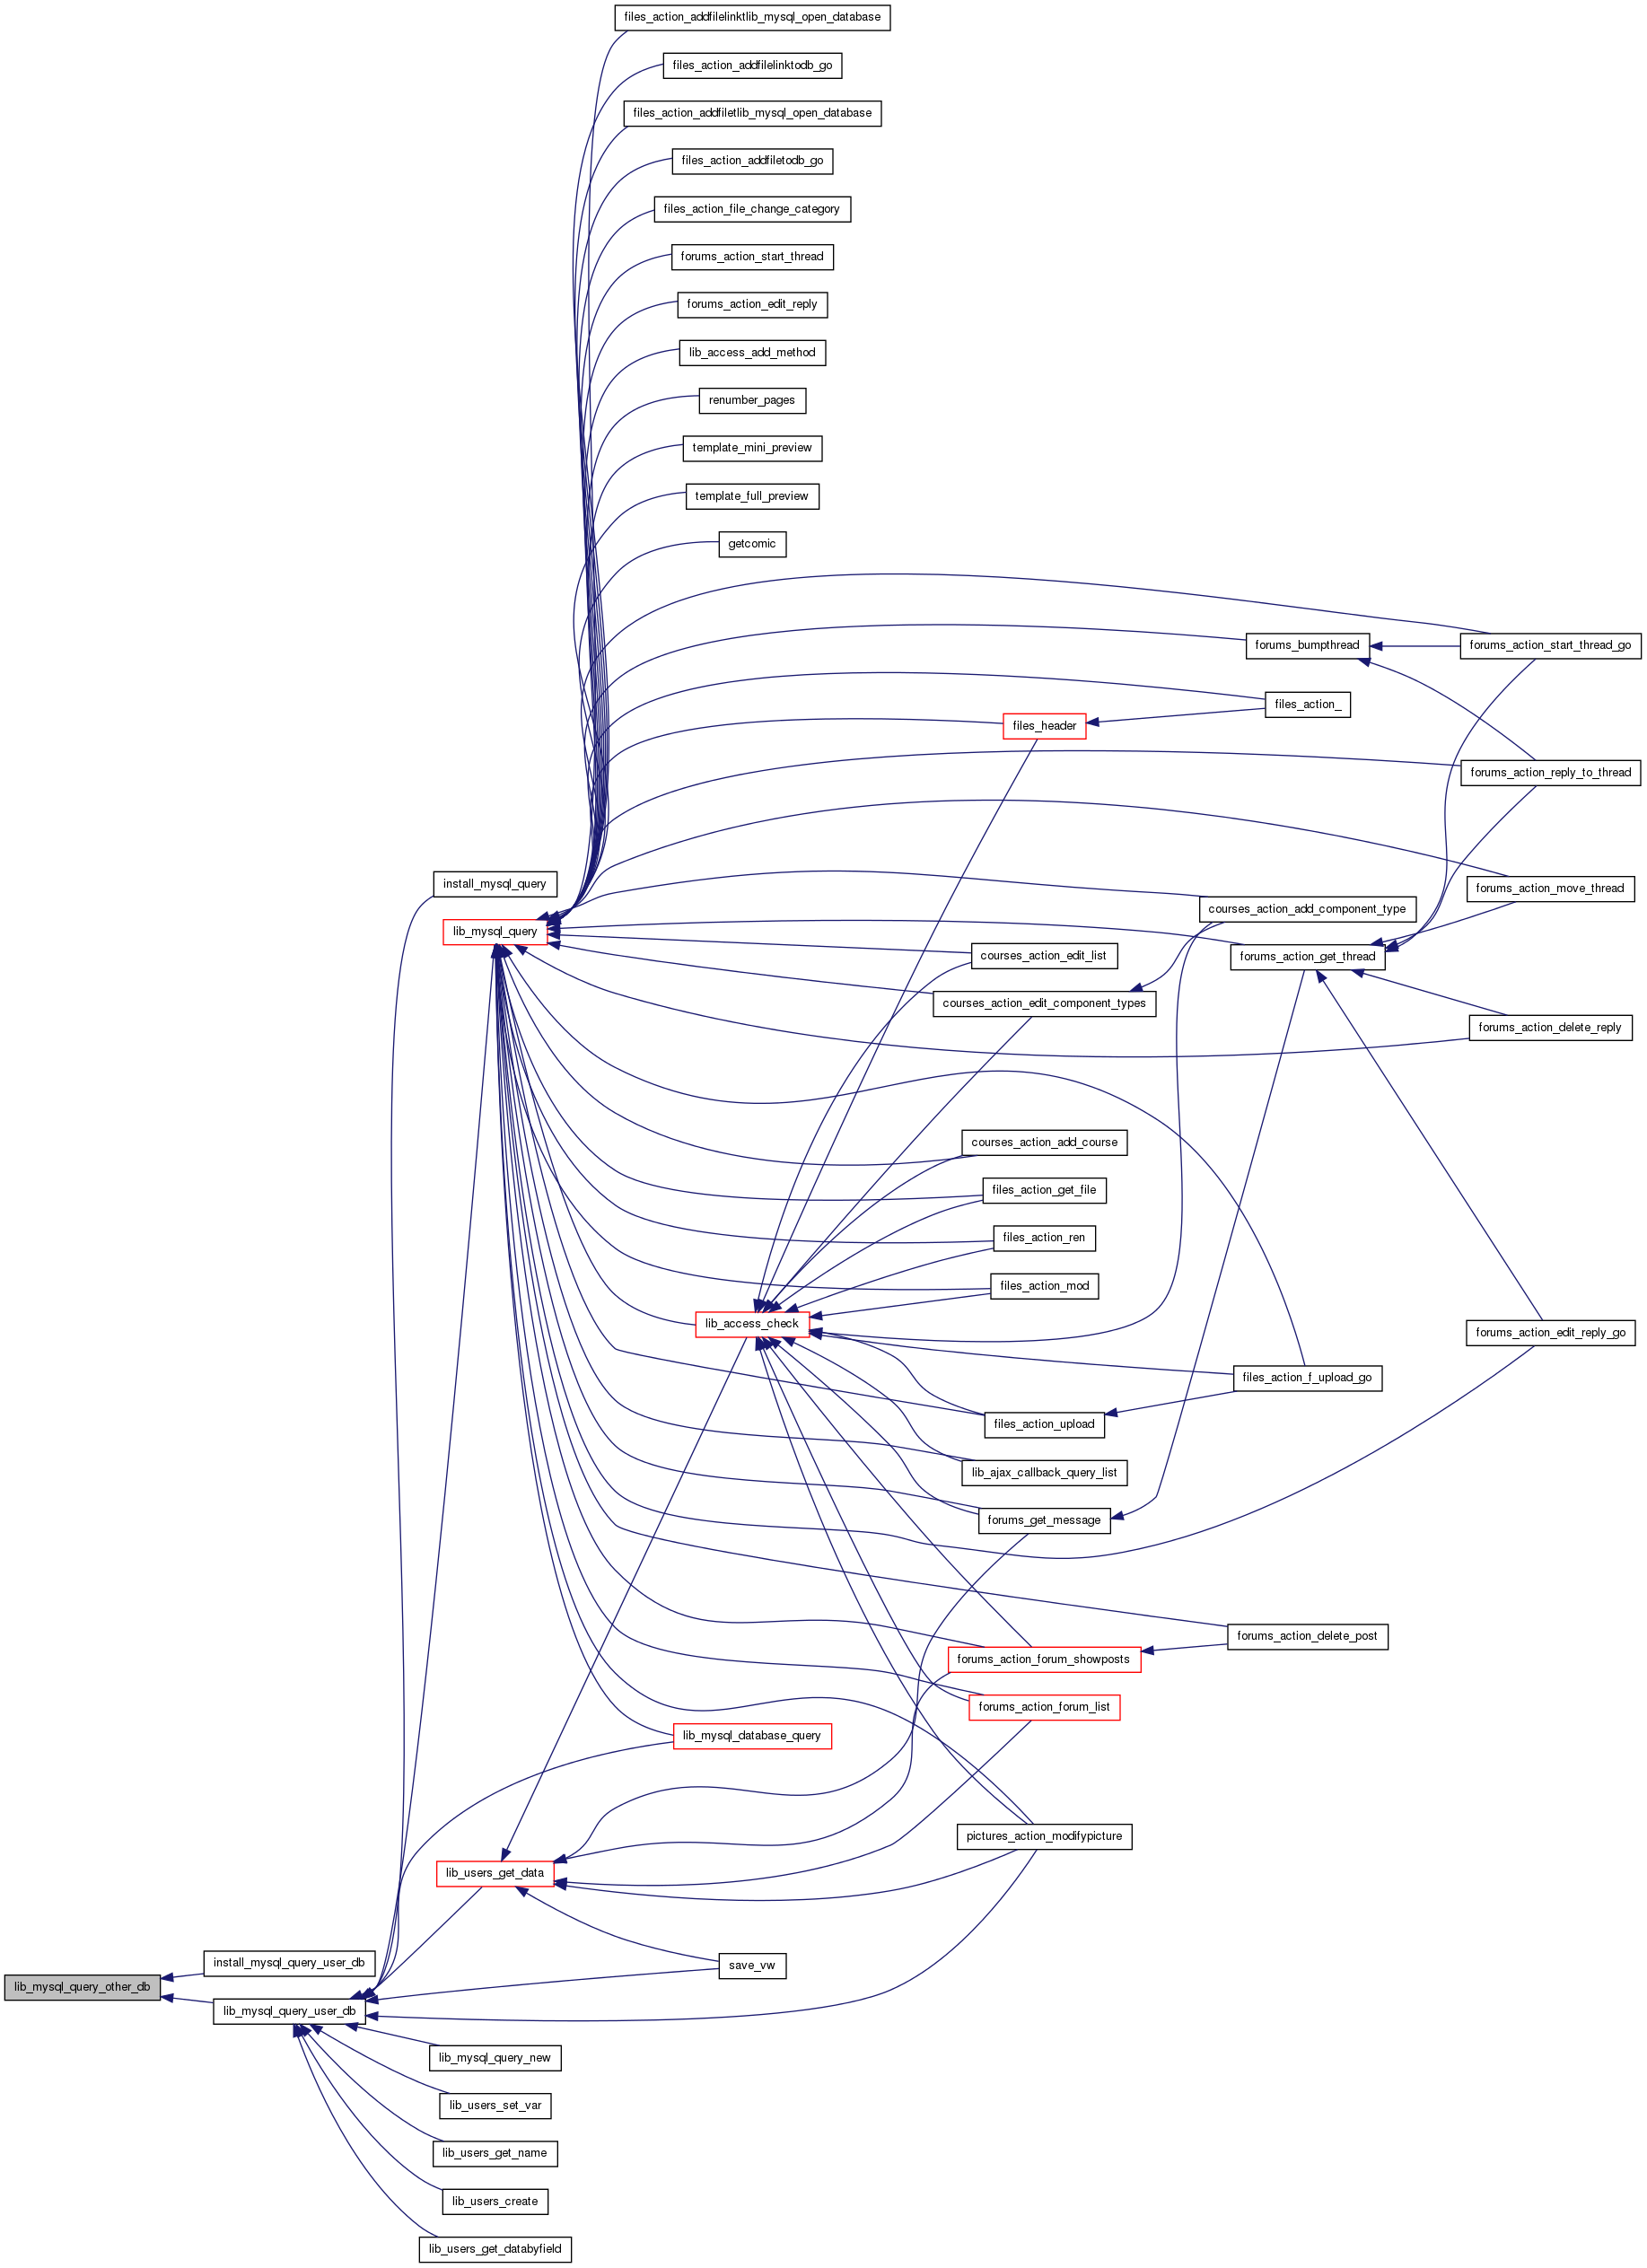 files_action_addfilelinktlib_mysql_open_database
files_action_addfilelinktodb_go
files_action_addfiletlib_mysql_open_database
files_action_addfiletodb_go
files_action_file_change_category
forums_action_start_thread
forums_action_edit_reply
lib_access_add_method
renumber_pages
template_mini_preview
template_full_preview
getcomic
forums_bumpthread
forums_action_start_thread_go
files_action_
files_header
forums_action_reply_to_thread
install_mysql_query
forums_action_move_thread
courses_action_add_component_type
lib_mysql_query
courses_action_edit_list
forums_action_get_thread
courses_action_edit_component_types
forums_action_delete_reply
courses_action_add_course
files_action_get_file
files_action_ren
files_action_mod
lib_access_check
forums_action_edit_reply_go
files_action_f_upload_go
files_action_upload
lib_ajax_callback_query_list
forums_get_message
forums_action_delete_post
forums_action_forum_showposts
forums_action_forum_list
lib_mysql_database_query
pictures_action_modifypicture
lib_users_get_data
install_mysql_query_user_db
save_vw
lib_mysql_query_other_db
lib_mysql_query_user_db
lib_mysql_query_new
lib_users_set_var
lib_users_get_name
lib_users_create
lib_users_get_databyfield